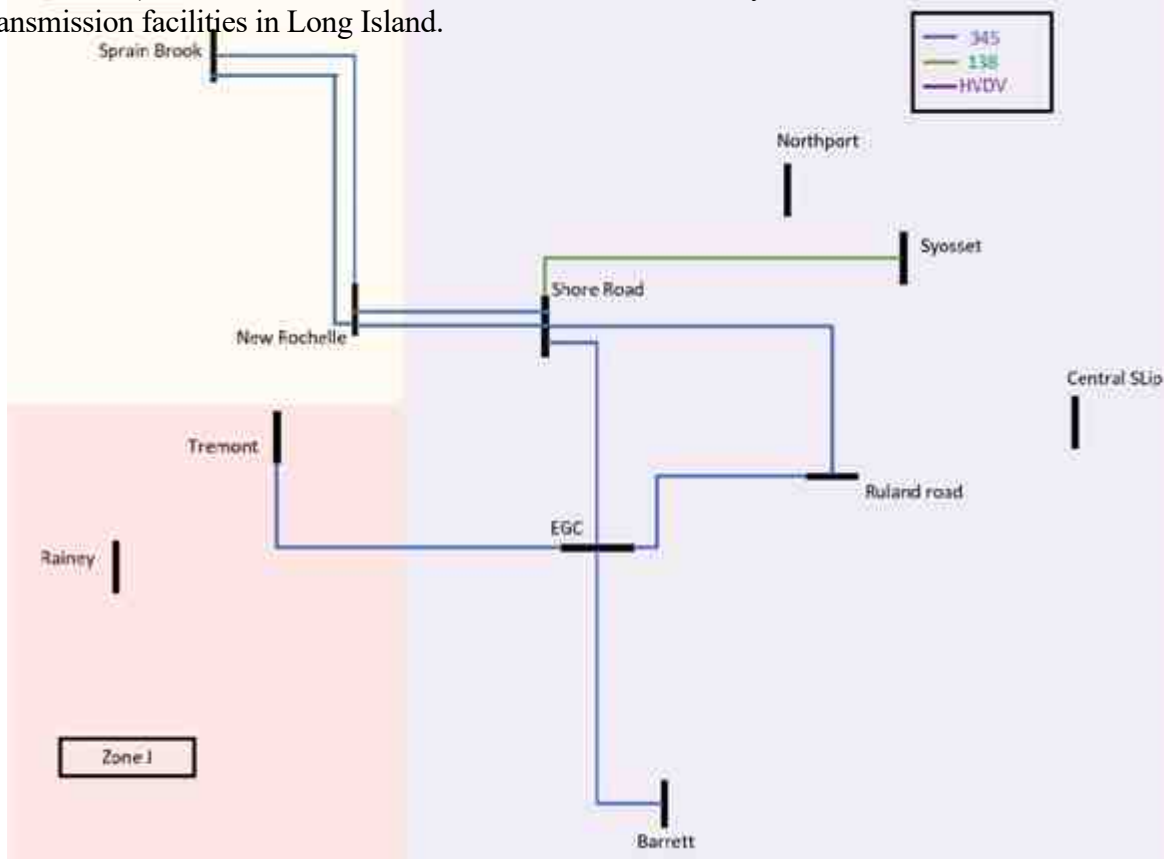 ansmission facilities in Long Island.
Sprain Brook
345
138
HVDV
Northport
Syosset
Shore Road
New Rochelle
Central SLip
Tremont
Ruland road
EGC
Rainey
Zone J
Barrett